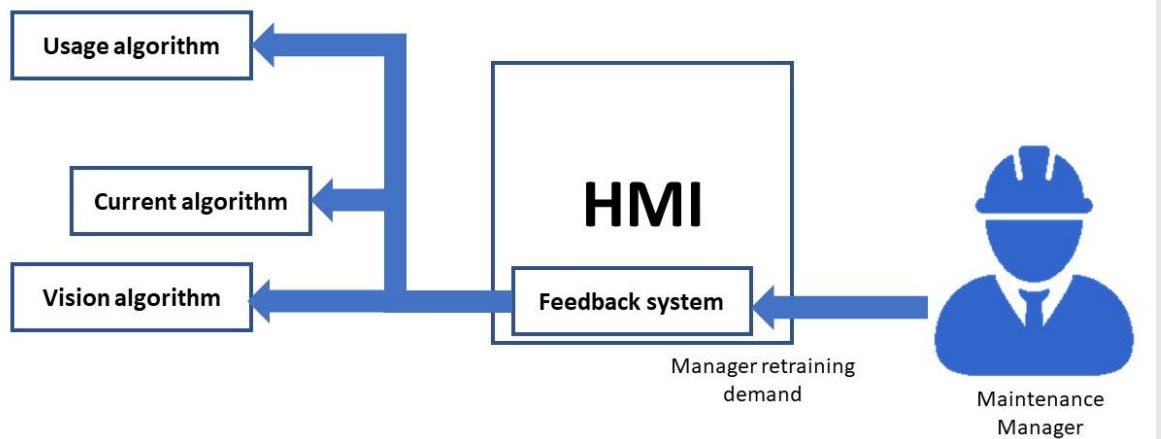 Usage algorithm
Current algorithm
Vision algorithm
HMI
Feedback system
Manager retraining
demand
Maintenance
Manager